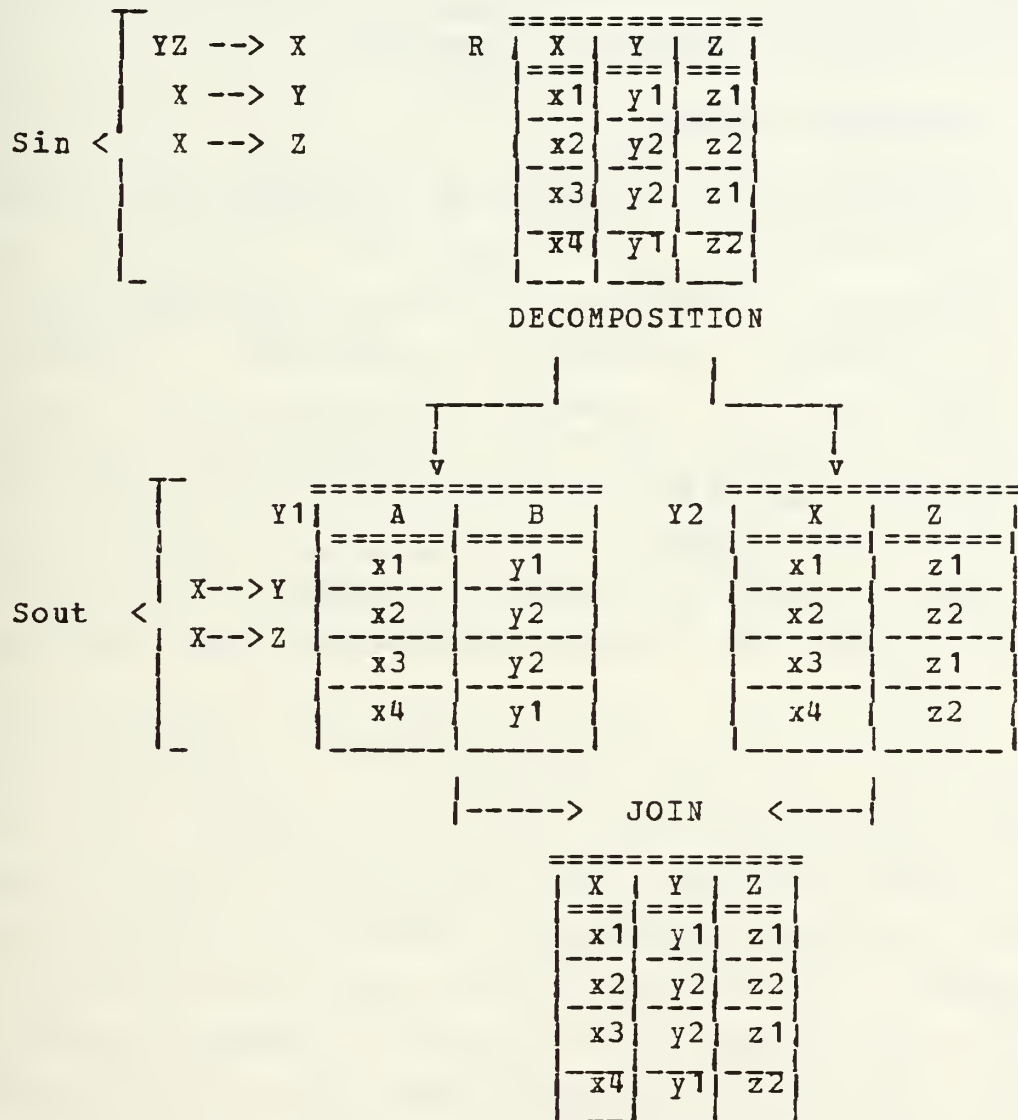 YZ --> X R X Y Z
X --> Y x1 y1 z1
Sin < X --> Z x2 y2 z2
x3 y2 z1
x4 y1 z2
DECOMPOSITION
Y1 A B Y2 X Z
x1 y1 x1 z1
X-->Y
Sout < x2 y2 x2 z2
X-->Z
x3 y2 x3 z1
x4 y1 x4 z2
-----> JOIN <----
X Y Z
x1 y1 z1
x2 y2 z2
x3 y2 z1
x4 y1 z2